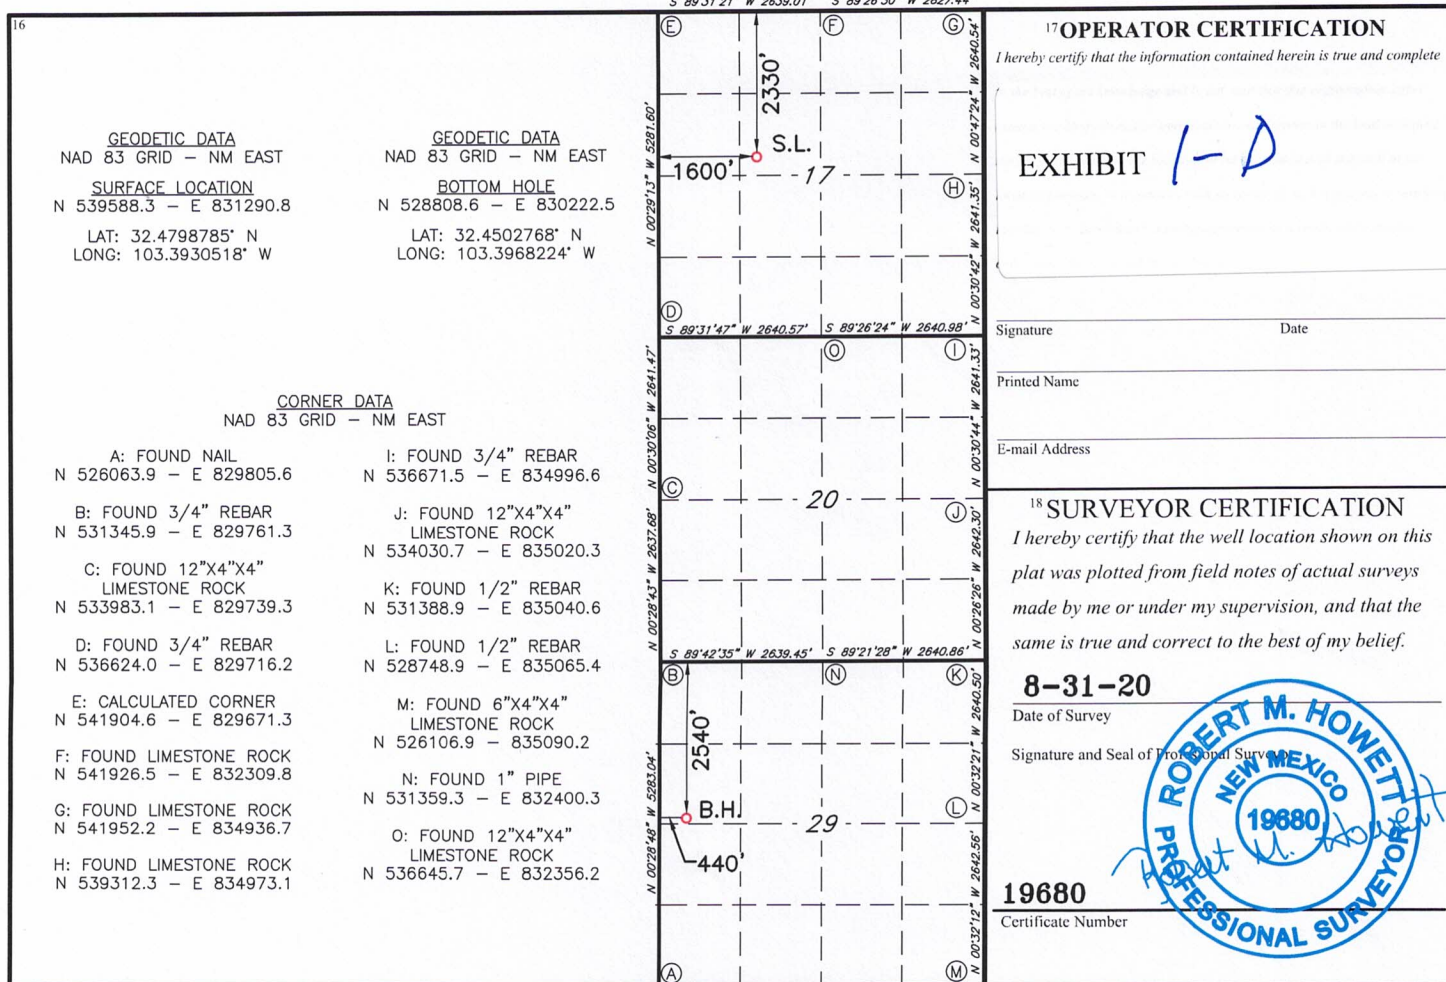 S 89°31'21" W 2639.01' S 89°26'50" W 2627.44'
16
GEODETIC DATA
NAD 83 GRID – NM EAST
SURFACE LOCATION
N 539588.3 – E 831290.8
LAT: 32.4798785° N
LONG: 103.3930518° W
GEODETIC DATA
NAD 83 GRID – NM EAST
BOTTOM HOLE
N 528808.6 – E 830222.5
LAT: 32.4502768° N
LONG: 103.3968224° W
CORNER DATA
NAD 83 GRID – NM EAST
A: FOUND NAIL
N 526063.9 – E 829805.6
B: FOUND 3/4" REBAR
N 531345.9 – E 829761.3
C: FOUND 12"X4"X4"
LIMESTONE ROCK
N 533983.1 – E 829739.3
D: FOUND 3/4" REBAR
N 536624.0 – E 829716.2
E: CALCULATED CORNER
N 541904.6 – E 829671.3
F: FOUND LIMESTONE ROCK
N 541926.5 – E 832309.8
G: FOUND LIMESTONE ROCK
N 541952.2 – E 834936.7
H: FOUND LIMESTONE ROCK
N 539312.3 – E 834973.1
I: FOUND 3/4" REBAR
N 536671.5 – E 834996.6
J: FOUND 12"X4"X4"
LIMESTONE ROCK
N 534030.7 – E 835020.3
K: FOUND 1/2" REBAR
N 531388.9 – E 835040.6
L: FOUND 1/2" REBAR
N 528748.9 – E 835065.4
M: FOUND 6"X4"X4"
LIMESTONE ROCK
N 526106.9 – 835090.2
N: FOUND 1" PIPE
N 531359.3 – E 832400.3
O: FOUND 12"X4"X4"
LIMESTONE ROCK
N 536645.7 – E 832356.2
E
F
G
2330'
N 00°47'24" W 2640.54'
N 00°29'13" W 5281.60'
S.L.
1600'
17
H
N 00°30'42" W 2641.35'
D
S 89°31'47" W 2640.57' S 89°26'24" W 2640.98'
O
I
N 00°30'06" W 2641.47'
N 00°30'44" W 2641.33'
C
20
J
N 00°28'43" W 2637.68'
N 00°26'26" W 2642.30'
S 89°42'35" W 2639.45' S 89°21'28" W 2640.86'
B
N
K
2540'
N 00°32'21" W 2640.50'
N 00°28'48" W 5283.04'
B.H.
29
L
440'
N 00°32'12" W 2642.56'
A
M
17 OPERATOR CERTIFICATION
I hereby certify that the information contained herein is true and complete
EXHIBIT 1-D
Signature Date
Printed Name
E-mail Address
18 SURVEYOR CERTIFICATION
I hereby certify that the well location shown on this
plat was plotted from field notes of actual surveys
made by me or under my supervision, and that the
same is true and correct to the best of my belief.
8-31-20
Date of Survey
Signature and Seal of Professional Surveyor
ROBERT M. HOWETT
NEW MEXICO
19680
PROFESSIONAL SURVEYOR
Robert M. Howett
19680
Certificate Number